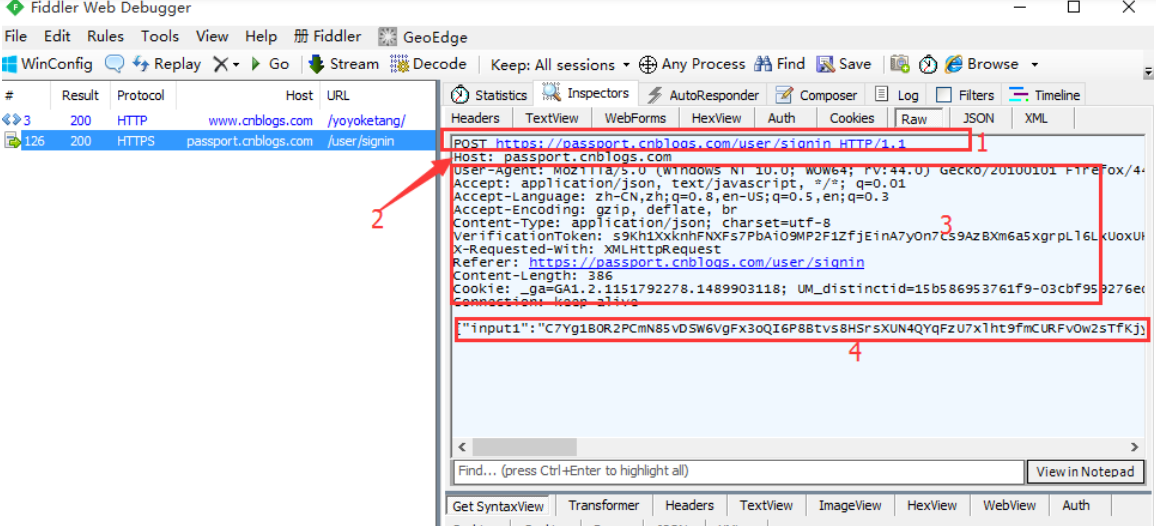 Fiddler Web Debugger
File Edit Rules Tools View Help 册 Fiddler GeoEdge
WinConfig Replay X Go Stream Decode Keep: All sessions Any Process Find Save Browse
# Result Protocol Host URL
3 200 HTTP www.cnblogs.com /yoyoketang/
126 200 HTTPS passport.cnblogs.com /user/signin
Statistics Inspectors AutoResponder Composer Log Filters Timeline
Headers TextView WebForms HexView Auth Cookies Raw JSON XML
POST https://passport.cnblogs.com/user/signin HTTP/1.1
1
Host: passport.cnblogs.com
User-Agent: Mozilla/5.0 (Windows NT 10.0; WOW64; rv:44.0) Gecko/20100101 Firefox/44
Accept: application/json, text/javascript, */*; q=0.01
Accept-Language: zh-CN,zh;q=0.8,en-US;q=0.5,en;q=0.3
Accept-Encoding: gzip, deflate, br
Content-Type: application/json; charset=utf-8
2
3
VerificationToken:
X-Requested-With: XMLHttpRequest
Referer: https://passport.cnblogs.com/user/signin
Content-Length: 386
Cookie: _ga=GA1.2.1151792278.1489903118;
Connection: keep-alive
4
Find... (press Ctrl+Enter to highlight all) View in Notepad
Get SyntaxView Transformer Headers TextView ImageView HexView WebView Auth